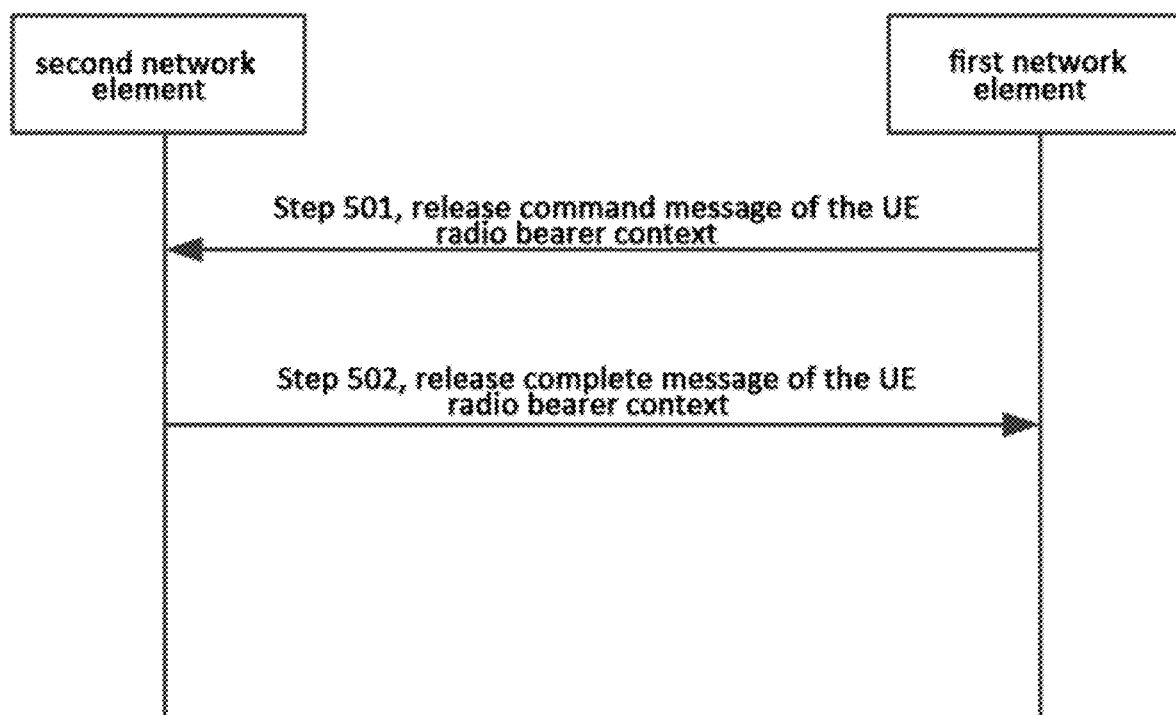 second network
element
first network
element
Step 501, release command message of the UE
radio bearer context
Step 502, release complete message of the UE
radio bearer context